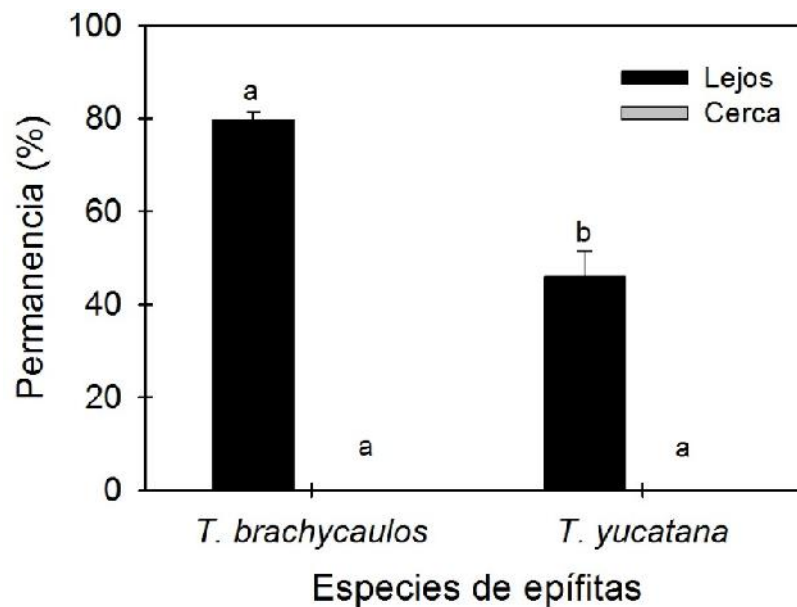 100
80
60
40
20
0
Permanencia (%)
a
b
a
a
Lejos
Cerca
T. brachycaulos
T. yucatana
Especies de epífitas